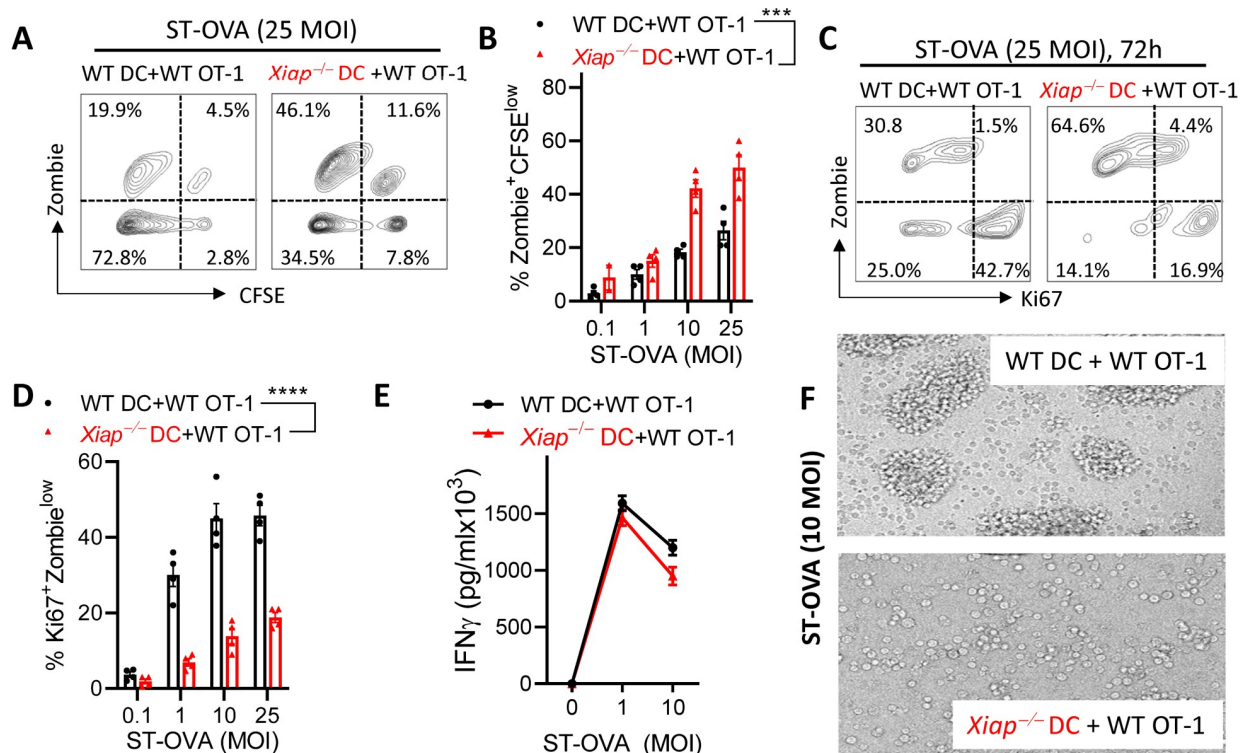 A
ST-OVA (25 MOI)
WT DC+WT OT-1
Xiap⁻/⁻ DC +WT OT-1
19.9%
4.5%
46.1%
11.6%
72.8%
2.8%
34.5%
7.8%
Zombie
CFSE
B
WT DC+WT OT-1
***
Xiap⁻/⁻ DC+WT OT-1
% Zombie⁺CFSEˡᵒʷ
80
60
40
20
0
0.1
1
10
25
ST-OVA (MOI)
C
ST-OVA (25 MOI), 72h
WT DC+WT OT-1
Xiap⁻/⁻ DC +WT OT-1
30.8
1.5%
64.6%
4.4%
25.0%
42.7%
14.1%
16.9%
Zombie
Ki67
D
WT DC+WT OT-1
****
Xiap⁻/⁻ DC+WT OT-1
% Ki67⁺Zombieˡᵒʷ
60
40
20
0
0.1
1
10
25
ST-OVA (MOI)
E
WT DC+WT OT-1
Xiap⁻/⁻ DC+WT OT-1
IFNγ (pg/mlx10³)
1500
1000
500
0
0
1
10
ST-OVA (MOI)
F
ST-OVA (10 MOI)
WT DC + WT OT-1
Xiap⁻/⁻ DC + WT OT-1